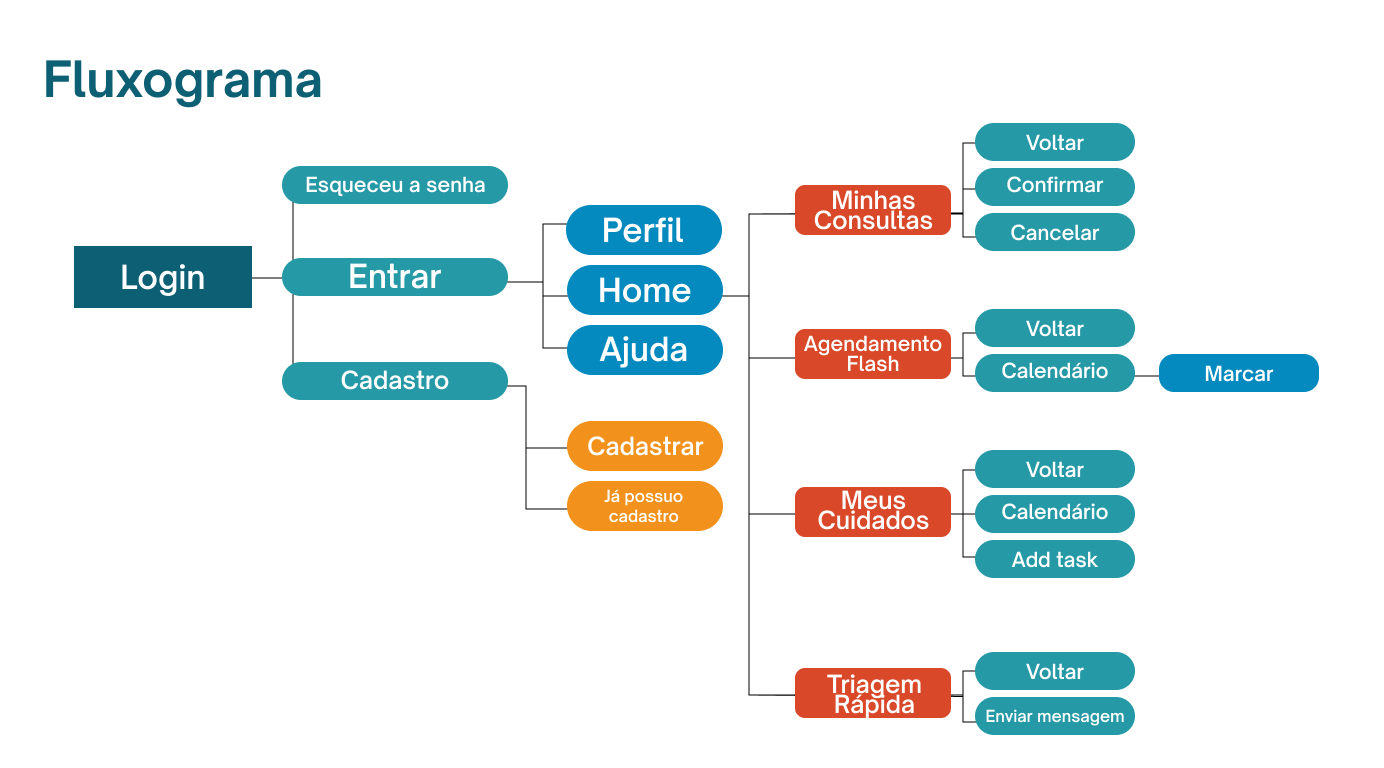 Fluxograma
Login
Esqueceu a senha
Entrar
Cadastro
Perfil
Home
Ajuda
Cadastrar
Já possuo
cadastro
Minhas
Consultas
Voltar
Confirmar
Cancelar
Agendamento
Flash
Voltar
Calendário
Marcar
Meus
Cuidados
Voltar
Calendário
Add task
Triagem
Rápida
Voltar
Enviar mensagem